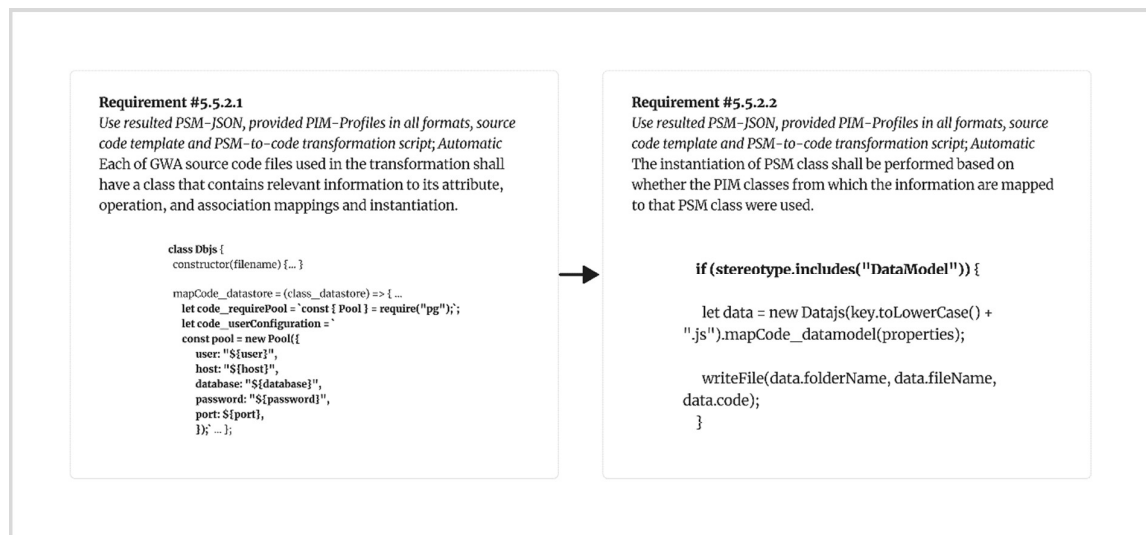 Requirement #5.5.2.1
Use resulted PSM-JSON, provided PIM-Profiles in all formats, source
code template and PSM-to-code transformation script; Automatic
Each of GWA source code files used in the transformation shall
have a class that contains relevant information to its attribute,
operation, and association mappings and instantiation.
class Dbjs {
constructor(filename) {... }
mapCode_datastore = (class_datastore) => { ...
let code_requirePool = `const { Pool } = require("pg");`;
let code_userConfiguration = `
const pool = new Pool({
user: "${user}",
host: "${host}",
database: "${database}",
password: "${password}",
port: ${port},
});` ... };
Requirement #5.5.2.2
Use resulted PSM-JSON, provided PIM-Profiles in all formats, source
code template and PSM-to-code transformation script; Automatic
The instantiation of PSM class shall be performed based on
whether the PIM classes from which the information are mapped
to that PSM class were used.
if (stereotype.includes("DataModel")) {
let data = new Datajs(key.toLowerCase() +
".js").mapCode_datamodel(properties);
writeFile(data.folderName, data.fileName,
data.code);
}